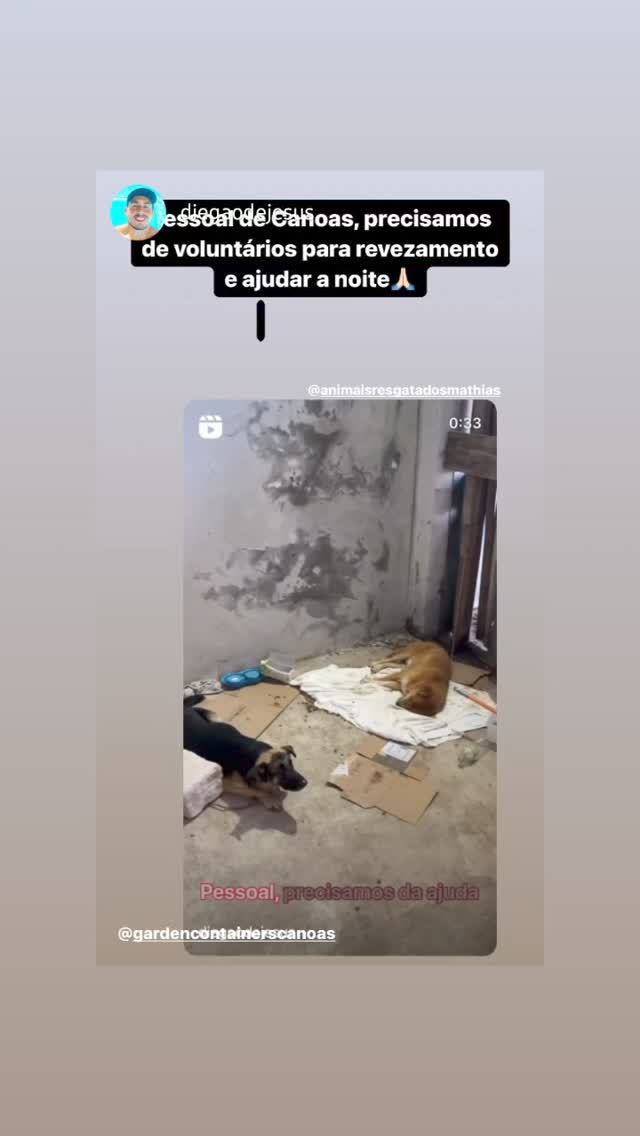 diegaodejesus
Pessoal de Canoas, precisamos
de voluntários para revezamento
e ajudar a noite🙏🏻
@animaisresgatadosmathias
0:33
Pessoal, precisamos da ajuda
@gardencontainerscanoas